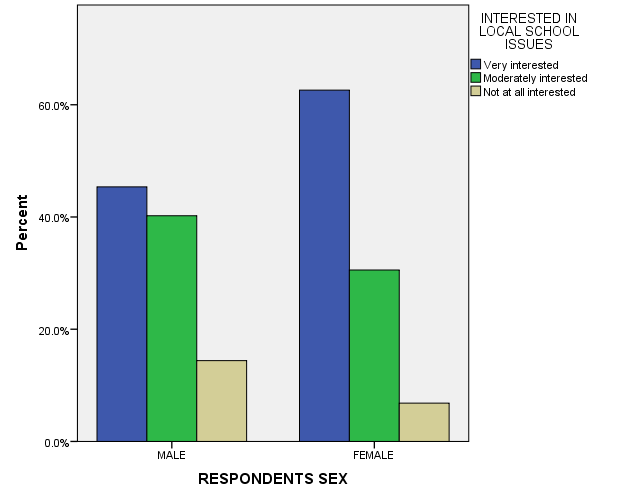 INTERESTED IN
LOCAL SCHOOL
ISSUES
Very interested
Moderately interested
Not at all interested
60.0%
40.0%
20.0%
0.0%
Percent
MALE
FEMALE
RESPONDENTS SEX